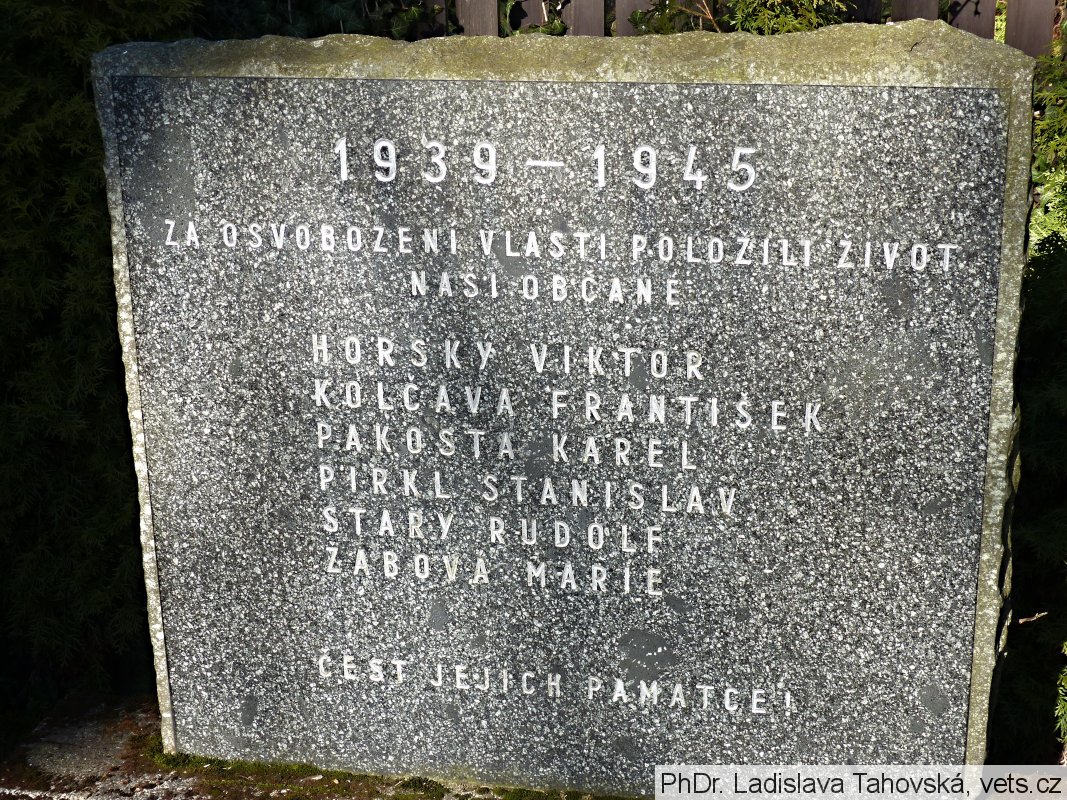 1939 – 1945
ZA OSVOBOZENÍ VLASTI POLOŽILI ŽIVOT
NAŠI OBČANÉ
HORSKÝ VIKTOR
KOLČAVA FRANTIŠEK
PAKOSTA KAREL
PIRKL STANISLAV
STARÝ RUDOLF
ŽÁBOVÁ MARIE
ČEST JEJICH PAMÁTCE!
PhDr. Ladislava Tahovská, vets.cz